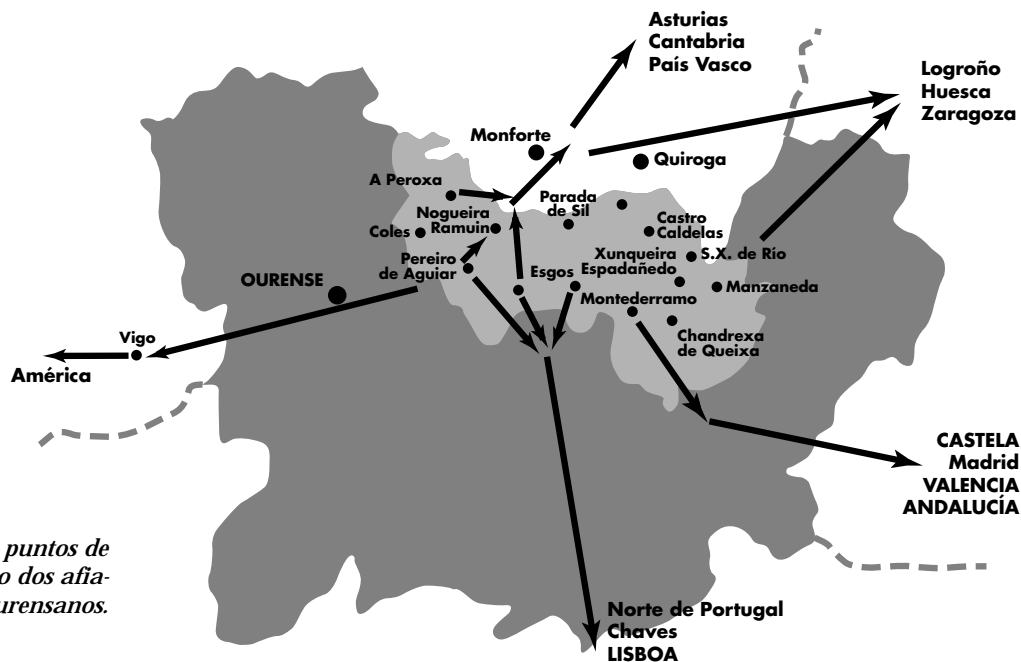 Asturias
Cantabria
País Vasco
Logroño
Huesca
Zaragoza
Monforte
Quiroga
A Peroxa
Parada
de Sil
Nogueira
Ramuin
Coles
Castro
Caldelas
Xunqueira
Espadañedo
S.X. de Río
Pereiro
de Aguiar
Esgos
OURENSE
Manzaneda
Montederramo
Chandrexa
de Queixa
Vigo
América
CASTELA
Madrid
VALENCIA
ANDALUCÍA
puntos de
o dos afia-
urensanos.
Norte de Portugal
Chaves
LISBOA